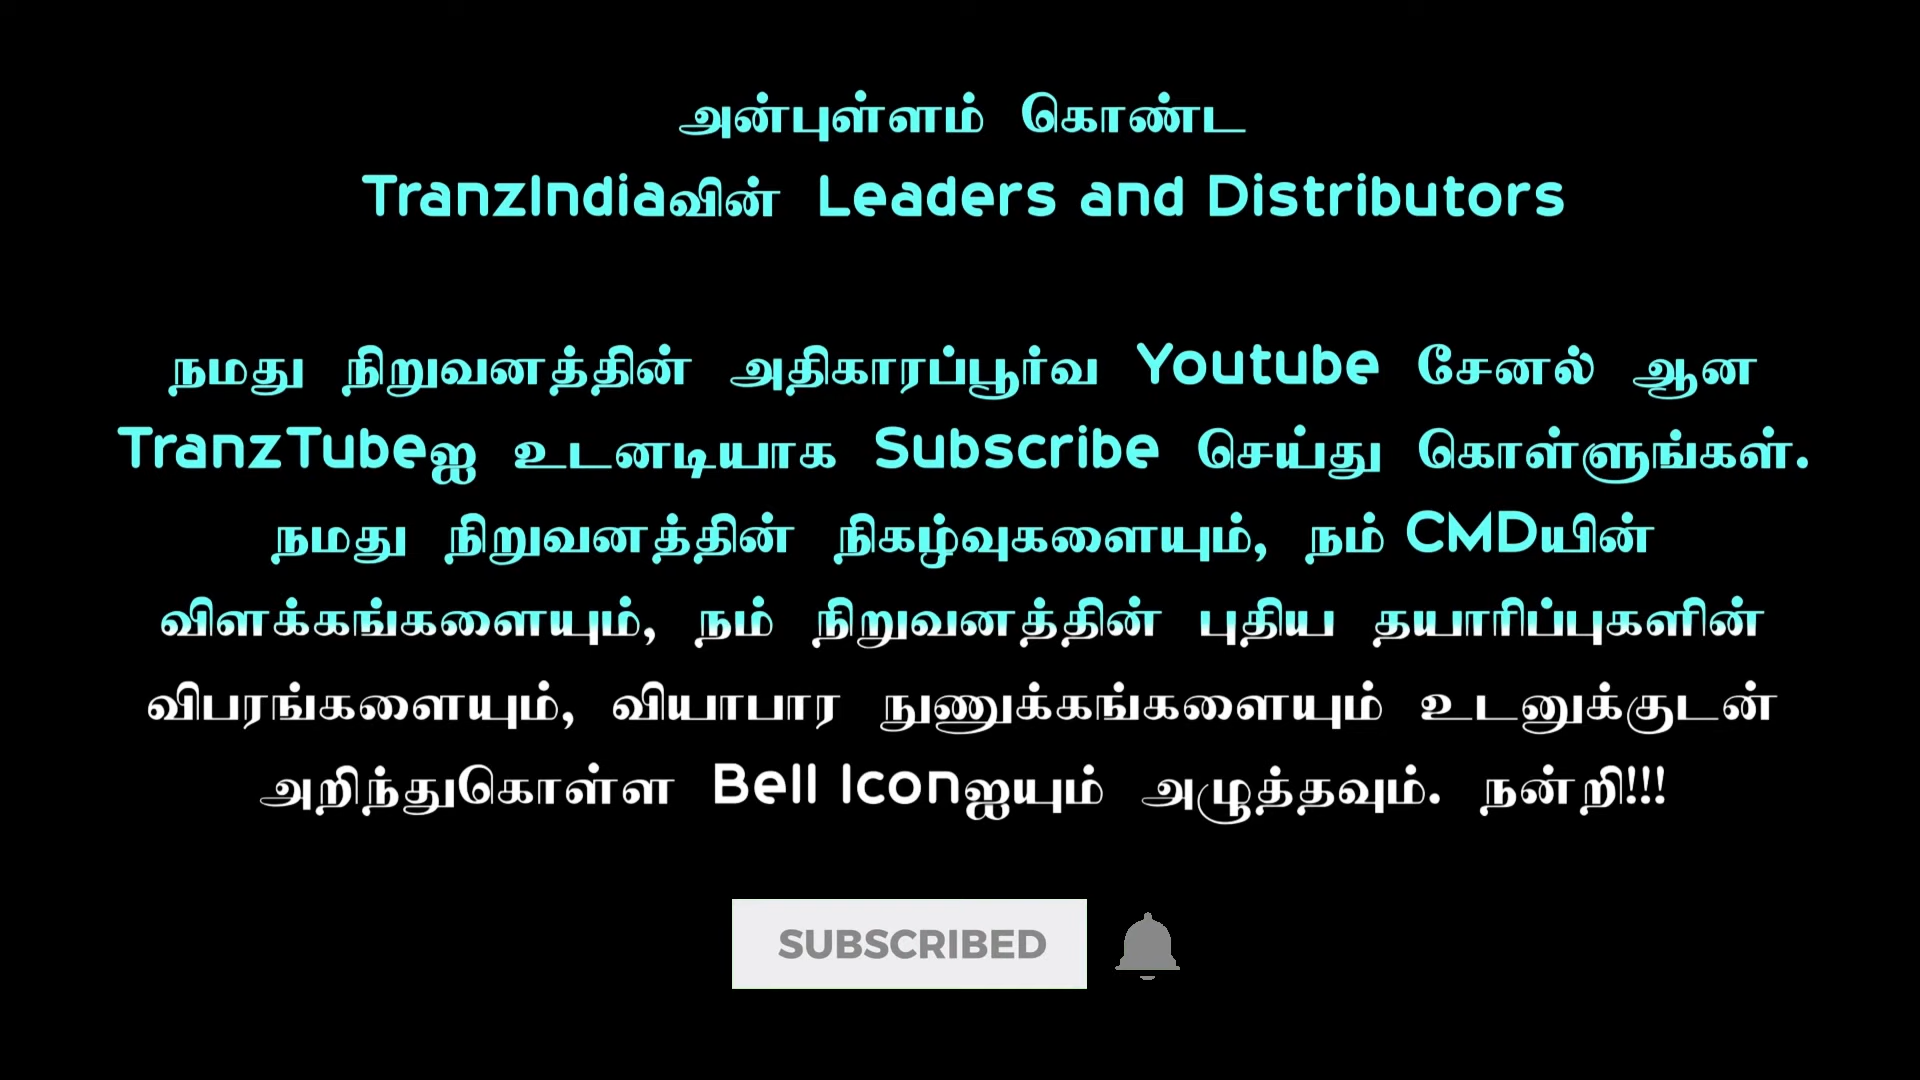 அன்புள்ளம் கொண்ட
TranzIndiaவின் Leaders and Distributors
நமது நிறுவனத்தின் அதிகாரப்பூர்வ Youtube சேனல் ஆன
TranzTubeஐ உடனடியாக Subscribe செய்து கொள்ளுங்கள்.
நமது நிறுவனத்தின் நிகழ்வுகளையும், நம் CMDயின்
விளக்கங்களையும், நம் நிறுவனத்தின் புதிய தயாரிப்புகளின்
விபரங்களையும், வியாபார நுணுக்கங்களையும் உடனுக்குடன்
அறிந்துகொள்ள Bell Iconஐயும் அழுத்தவும். நன்றி!!!
SUBSCRIBED